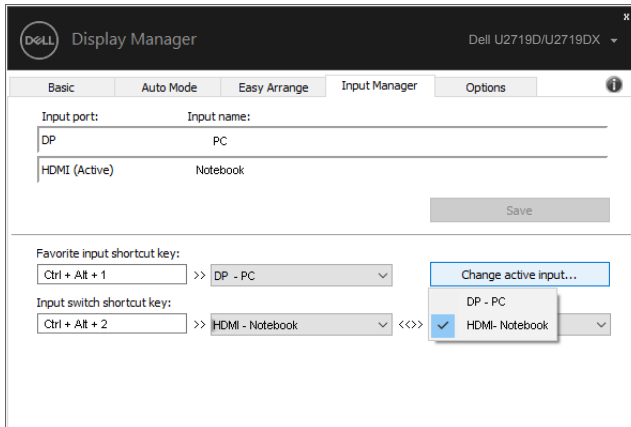 x
DELL Display Manager Dell U2719D/U2719DX
Basic Auto Mode Easy Arrange Input Manager Options i
Input port: Input name:
DP PC
HDMI (Active) Notebook
Save
Favorite input shortcut key:
Ctrl + Alt + 1 >> DP - PC Change active input...
Input switch shortcut key:
Ctrl + Alt + 2 >> HDMI - Notebook <<>>
DP - PC
HDMI- Notebook